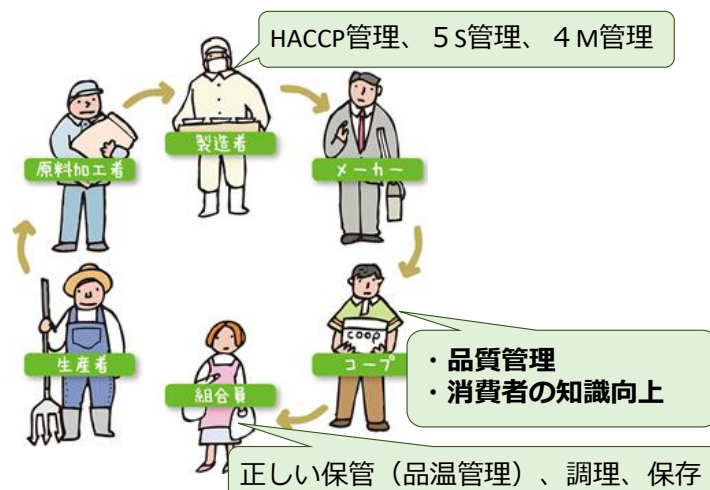 HACCP管理、５S管理、４M管理
製造者
原料加工者
メーカー
coop
・品質管理
・消費者の知識向上
コープ
生産者
組合員
正しい保管（品温管理）、調理、保存